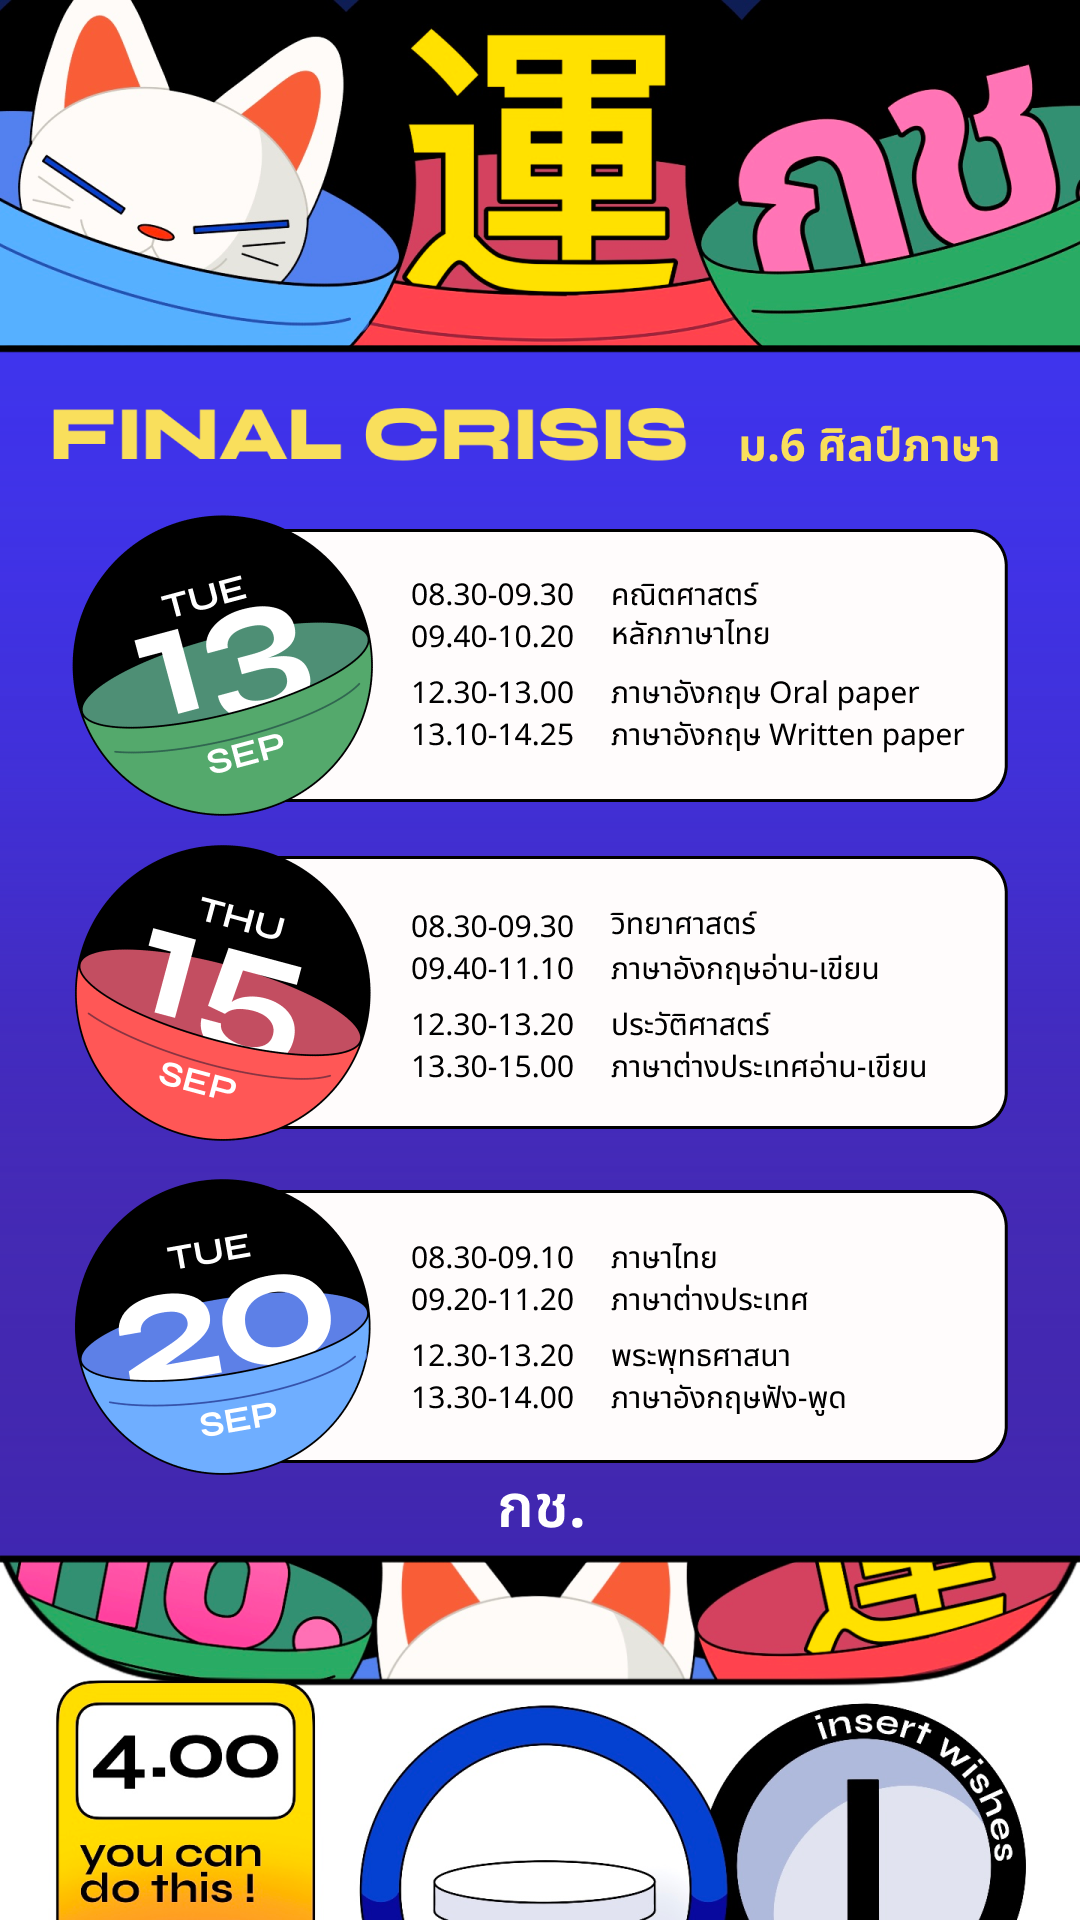 運
กช
FINAL CRISIS ม.6 ศิลป์ภาษา
TUE
13
SEP
08.30-09.30 คณิตศาสตร์
09.40-10.20 หลักภาษาไทย
12.30-13.00 ภาษาอังกฤษ Oral paper
13.10-14.25 ภาษาอังกฤษ Written paper
THU
15
SEP
08.30-09.30 วิทยาศาสตร์
09.40-11.10 ภาษาอังกฤษอ่าน-เขียน
12.30-13.20 ประวัติศาสตร์
13.30-15.00 ภาษาต่างประเทศอ่าน-เขียน
TUE
20
SEP
08.30-09.10 ภาษาไทย
09.20-11.20 ภาษาต่างประเทศ
12.30-13.20 พระพุทธศาสนา
13.30-14.00 ภาษาอังกฤษฟัง-พูด
กช.
4.00
you can
do this !
insert wishes